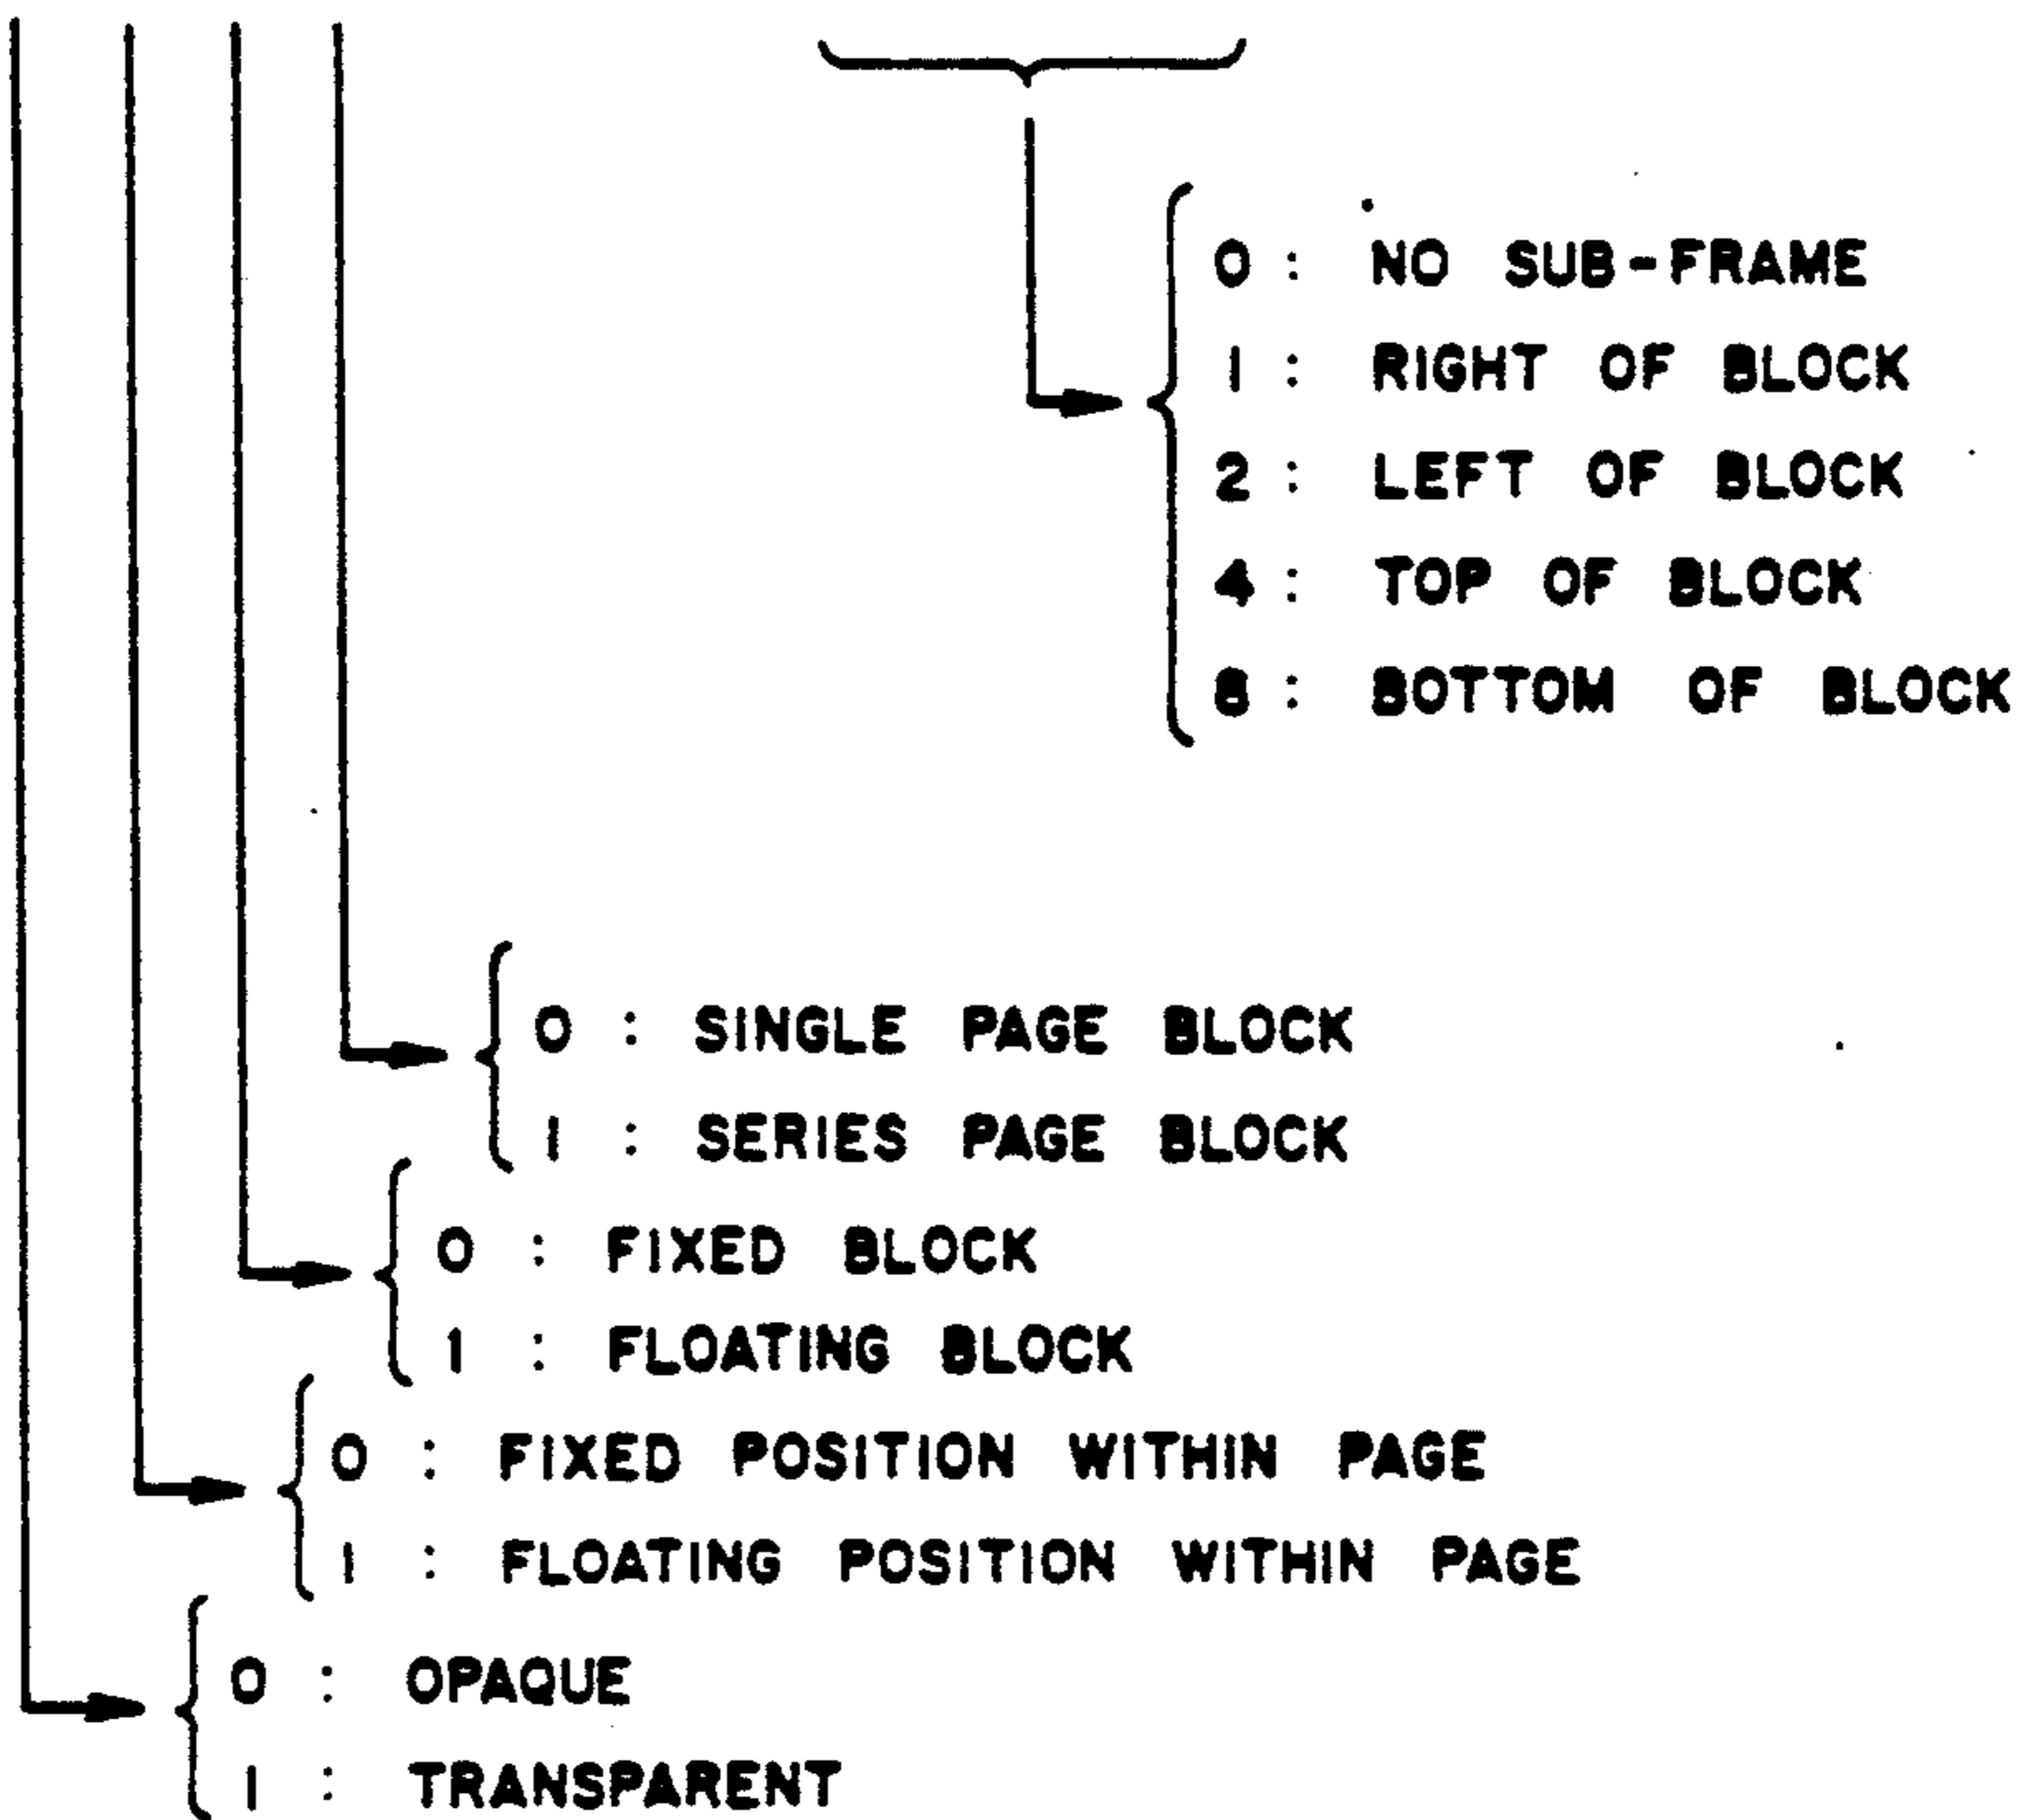 0 : NO SUB-FRAME
1 : RIGHT OF BLOCK
2 : LEFT OF BLOCK
4 : TOP OF BLOCK
8 : BOTTOM OF BLOCK
0 : SINGLE PAGE BLOCK
1 : SERIES PAGE BLOCK
0 : FIXED BLOCK
1 : FLOATING BLOCK
0 : FIXED POSITION WITHIN PAGE
1 : FLOATING POSITION WITHIN PAGE
0 : OPAQUE
1 : TRANSPARENT